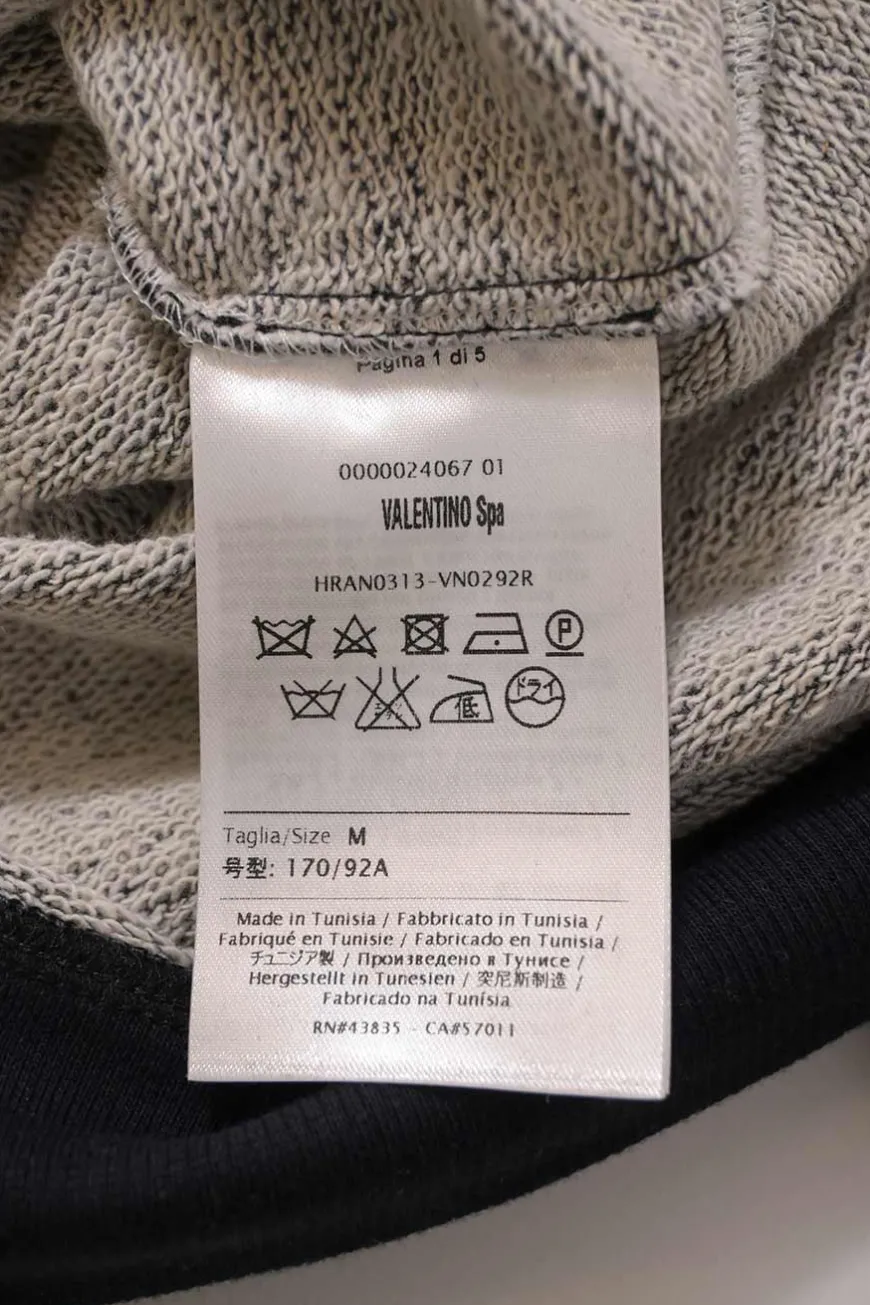 Pagina 1 di 5
0000024067 01
VALENTINO Spa
HRAN0313-VN0292R
P
低 ドライ
Taglia/Size M
号型: 170/92A
Made in Tunisia / Fabbricato in Tunisia /
Fabriqué en Tunisie / Fabricado en Tunisia /
チュニジア製 / Произведено в Тунисе /
Hergestellt in Tunesien / 突尼斯制造 /
Fabricado na Tunísia
RN#43835 - CA#57011